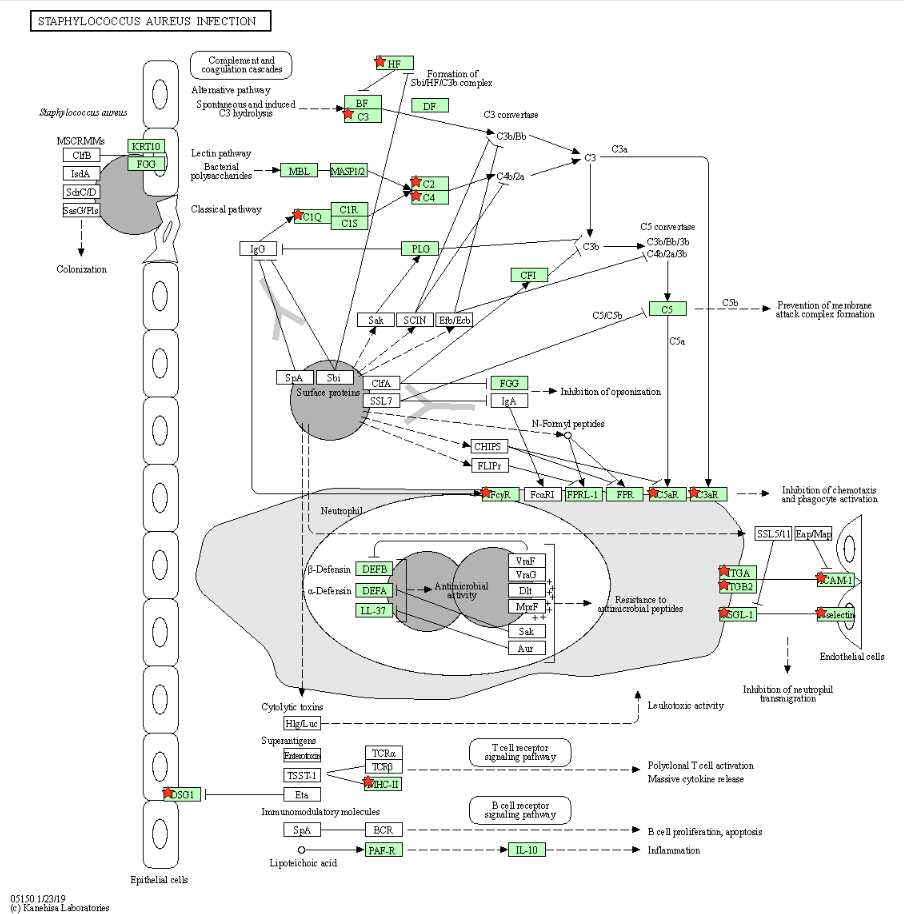 STAPHYLOCOCCUS AUREUS INFECTION
Complement and
coagulation cascades
HF
Formation of
Sbi/HF/C3b complex
Alternative pathway
Spontaneous and induced
C3 hydrolysis
BF
C3
DF
C3 convertase
C3b/Bb
Staphylococcus aureus
MSCRMMs
ClfB
IsdA
SdrC/D
SasG/Pls
KRT10
FGG
Colonization
Lectin pathway
Bacterial
polysaccharides
MBL
MASP1/2
C2
C4
C4b/2a
C3
C3a
Classical pathway
C1Q
C1R
C1S
IgG
PLG
C3b
C5 convertase
C3b/Bb/3b
C4b/2a/3b
CFI
C5
C5b
Prevention of membrane
attack complex formation
C5/C5b
C5a
Sak
SCIN
Efb/Ecb
SpA
Sbi
Surface proteins
ClfA
SSL7
FGG
IgA
Inhibition of opsonization
N-Formyl peptides
CHIPS
FLIPr
FcγR
FcαRI
FPRL-1
FPR
C5aR
C3aR
Inhibition of chemotaxis
and phagocyte activation
Neutrophil
SSL5/11
Eap/Map
β-Defensin
DEFB
α-Defensin
DEFA
LL-37
Antimicrobial
activity
VraF
VraG
Dlt
MprF
+
+
+
+ +
Sak
Aur
Resistance to
antimicrobial peptides
ITGA
ITGB2
ICAM-1
SGL-1
selectin
Endothelial cells
Inhibition of neutrophil
transmigration
Cytolytic toxins
Hlg/Luc
Leukotoxic activity
Superantigens
Enterotoxin
TSST-1
Eta
TCRα
TCRβ
MHC-II
T cell receptor
signaling pathway
Polyclonal T cell activation
Massive cytokine release
DSG1
Immunomodulatory molecules
SpA
BCR
B cell receptor
signaling pathway
B cell proliferation, apoptosis
Lipoteichoic acid
PAF-R
IL-10
Inflammation
Epithelial cells
05150 1/23/19
(c) Kanehisa Laboratories